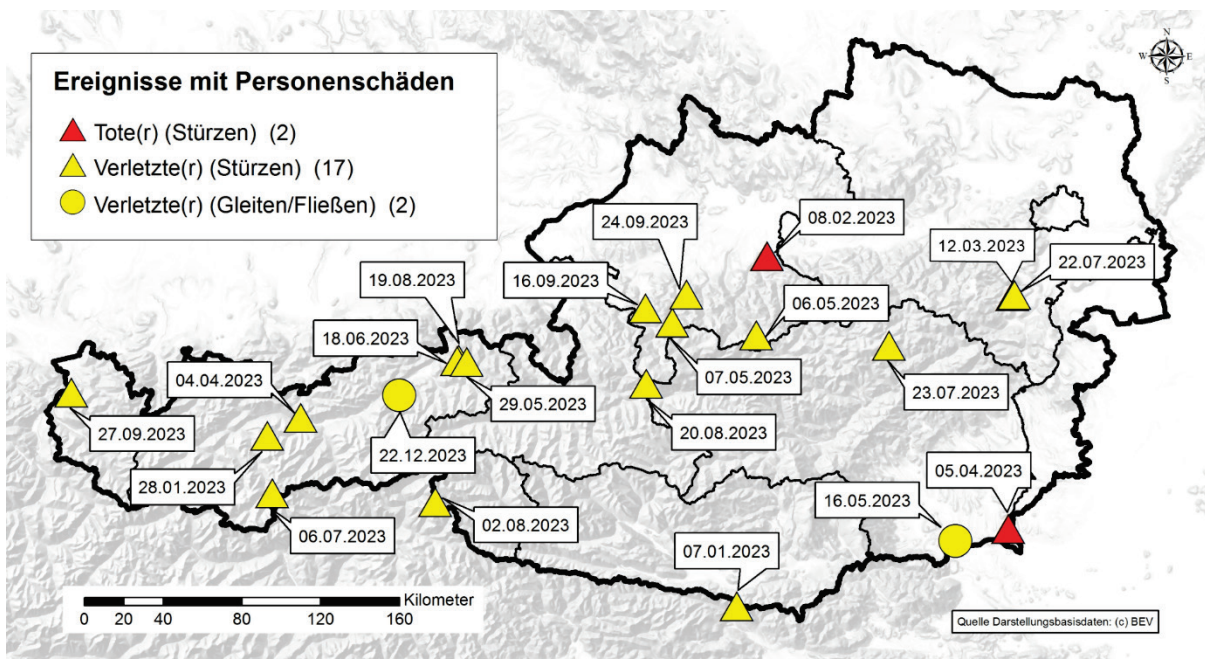 Ereignisse mit Personenschäden
Tote(r) (Stürzen) (2)
Verletzte(r) (Stürzen) (17)
Verletzte(r) (Gleiten/Fließen) (2)
N
W E
S
24.09.2023
08.02.2023
12.03.2023
22.07.2023
19.08.2023
16.09.2023
06.05.2023
18.06.2023
04.04.2023
29.05.2023
07.05.2023
23.07.2023
27.09.2023
22.12.2023
20.08.2023
28.01.2023
05.04.2023
16.05.2023
06.07.2023
02.08.2023
07.01.2023
Kilometer
0 20 40 80 120 160
Quelle Darstellungsbasisdaten: (c) BEV